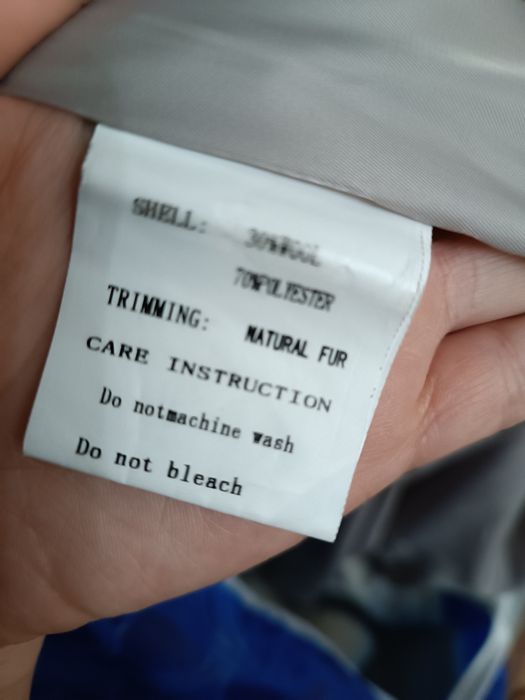 SHELL: 30%WOOL
70%POLYESTER
TRIMMING: NATURAL FUR
CARE INSTRUCTION
Do notmachine wash
Do not bleach